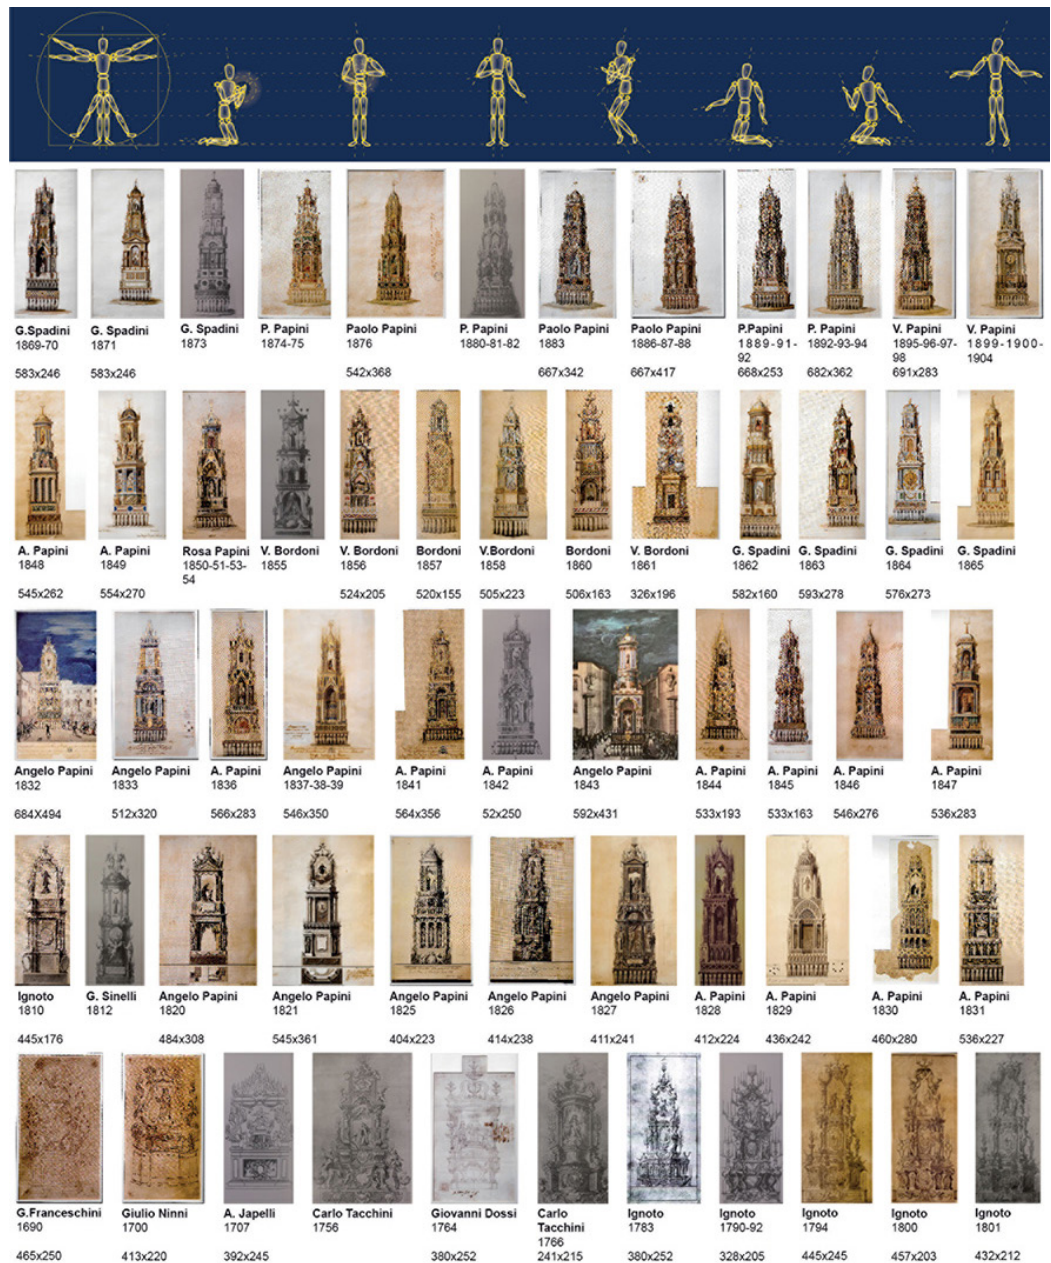 G.Spadini G. Spadini G. Spadini P. Papini Paolo Papini P. Papini Paolo Papini Paolo Papini P.Papini P. Papini V. Papini V. Papini
1869-70 1871 1873 1874-75 1876 1880-81-82 1883 1886-87-88 1889-91- 1892-93-94 1895-96-97- 1899-1900-
92 98 1904
583x246 583x246 542x368 667x342 667x417 668x253 682x362 691x283
A. Papini A. Papini Rosa Papini V. Bordoni V. Bordoni Bordoni V.Bordoni Bordoni V. Bordoni G. Spadini G. Spadini G. Spadini G. Spadini
1848 1849 1850-51-53- 1855 1856 1857 1858 1860 1861 1862 1863 1864 1865
54
545x262 554x270 524x205 520x155 505x223 506x163 326x196 582x160 593x278 576x273
Angelo Papini Angelo Papini A. Papini Angelo Papini A. Papini A. Papini Angelo Papini A. Papini A. Papini A. Papini A. Papini
1832 1833 1836 1837-38-39 1841 1842 1843 1844 1845 1846 1847
684X494 512x320 566x283 546x350 564x356 52x250 592x431 533x193 533x163 546x276 536x283
Ignoto G. Sinelli Angelo Papini Angelo Papini Angelo Papini Angelo Papini Angelo Papini A. Papini A. Papini A. Papini A. Papini
1810 1812 1820 1821 1825 1826 1827 1828 1829 1830 1831
445x176 484x308 545x361 404x223 414x238 411x241 412x224 436x242 460x280 536x227
G.Franceschini Giulio Ninni A. Japelli Carlo Tacchini Giovanni Dossi Carlo Ignoto Ignoto Ignoto Ignoto Ignoto
1690 1700 1707 1756 1764 Tacchini 1783 1790-92 1794 1800 1801
1766
465x250 413x220 392x245 380x252 241x215 380x252 328x205 445x245 457x203 432x212